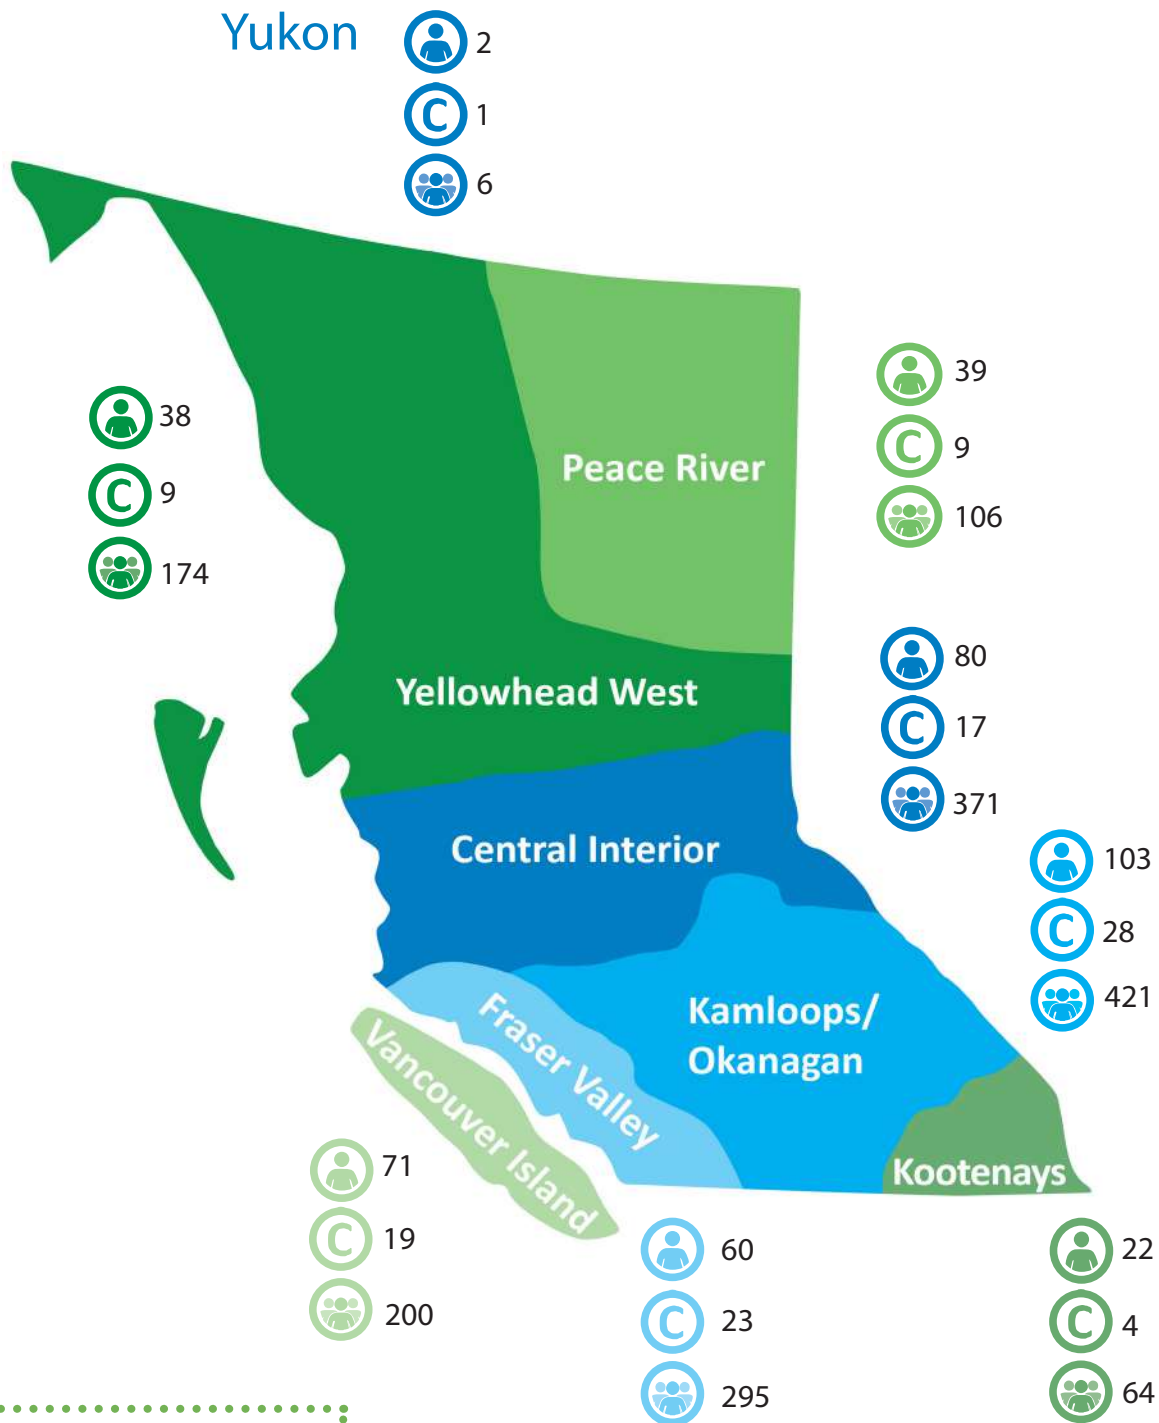 Yukon
2
C 1
6
38
C 9
174
39
C 9
106
Peace River
Yellowhead West
80
C 17
371
Central Interior
103
C 28
421
Kamloops/
Okanagan
Fraser Valley
Vancouver Island
Kootenays
71
C 19
200
60
C 23
295
22
C 4
64